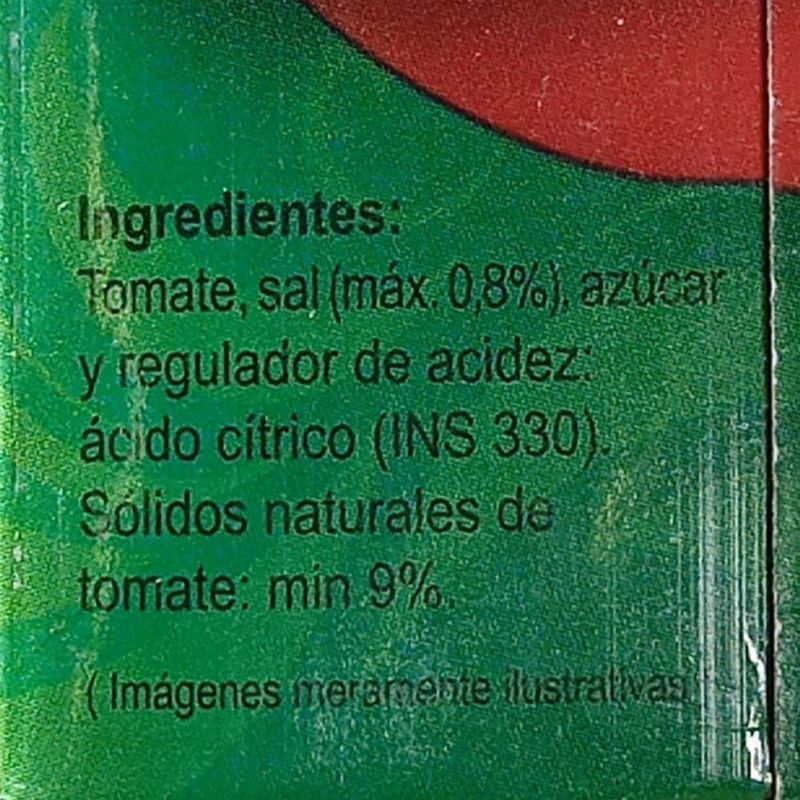 Ingredientes:
Tomate, sal (máx. 0,8%), azúcar
y regulador de acidez:
ácido cítrico (INS 330).
Sólidos naturales de
tomate: min 9%.
( Imágenes meramente ilustrativas